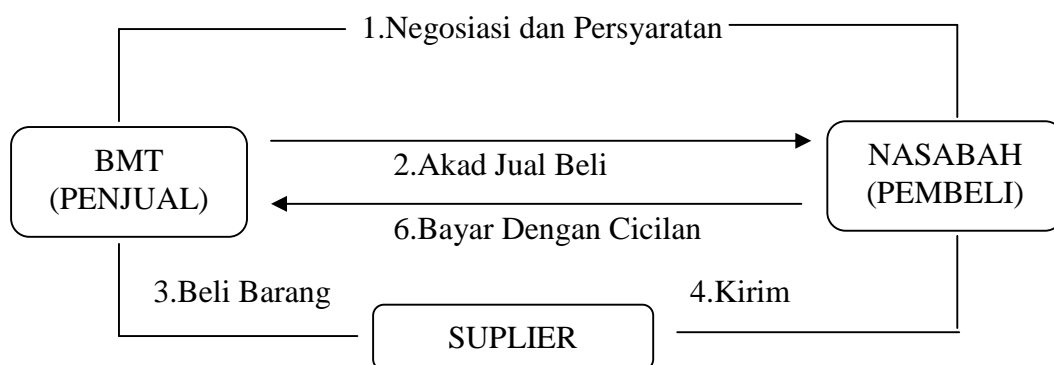 1.Negosiasi dan Persyaratan
BMT
(PENJUAL)
2.Akad Jual Beli
NASABAH
(PEMBELI)
6.Bayar Dengan Cicilan
3.Beli Barang
4.Kirim
SUPLIER